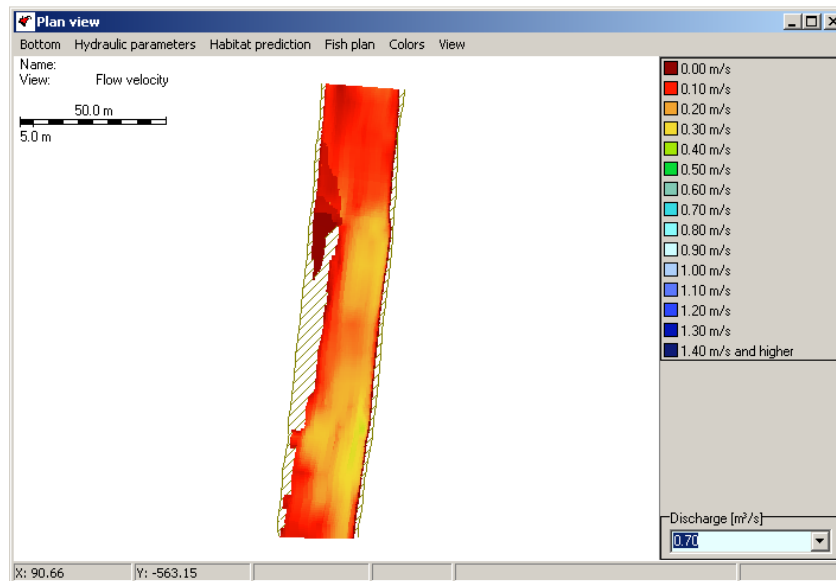 Plan view
Bottom Hydraulic parameters Habitat prediction Fish plan Colors View
Name:
View: Flow velocity
50.0 m
5.0 m
0.00 m/s
0.10 m/s
0.20 m/s
0.30 m/s
0.40 m/s
0.50 m/s
0.60 m/s
0.70 m/s
0.80 m/s
0.90 m/s
1.00 m/s
1.10 m/s
1.20 m/s
1.30 m/s
1.40 m/s and higher
Discharge [m³/s]
0.70
X: 90.66 Y: -563.15